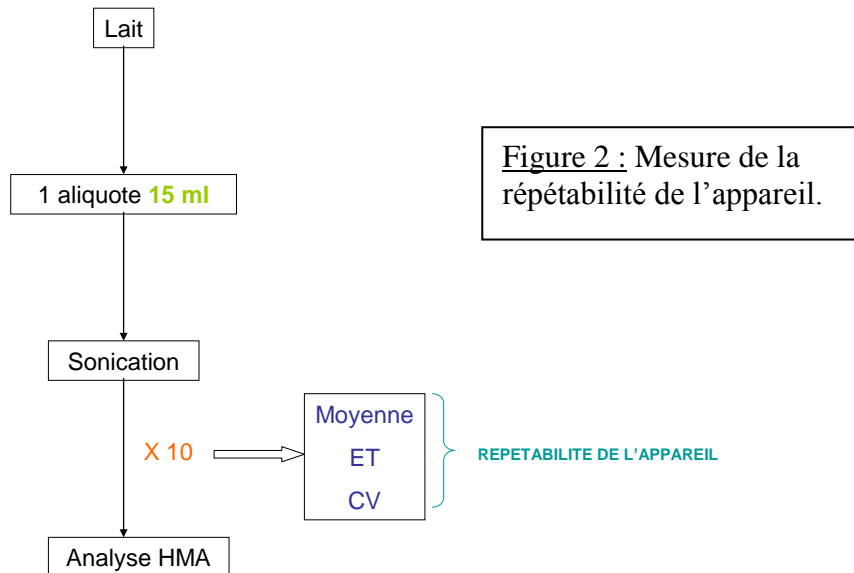 Lait
Figure 2 : Mesure de la
répétabilité de l'appareil.
1 aliquote 15 ml
Sonication
Moyenne
X 10
ET
REPETABILITE DE L'APPAREIL
CV
Analyse HMA